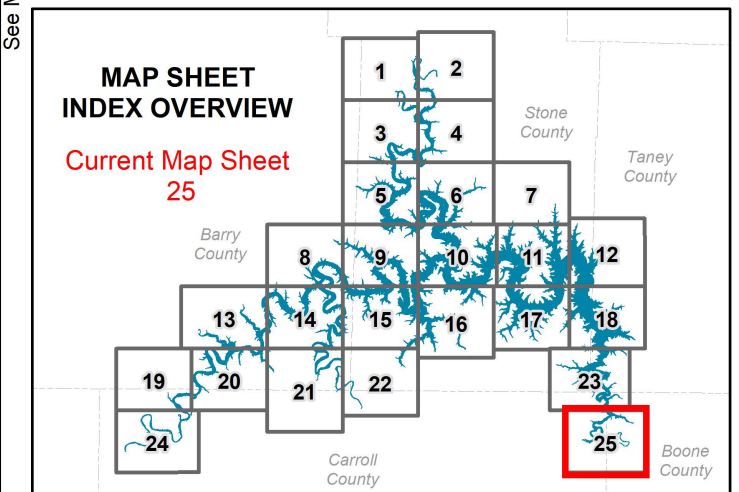 See M
MAP SHEET
INDEX OVERVIEW
Current Map Sheet
25
1
2
Stone
County
3
4
Taney
County
5
6
7
Barry
County
8
9
10
11
12
13
14
15
16
17
18
19
20
21
22
23
24
25
Carroll
County
Boone
County